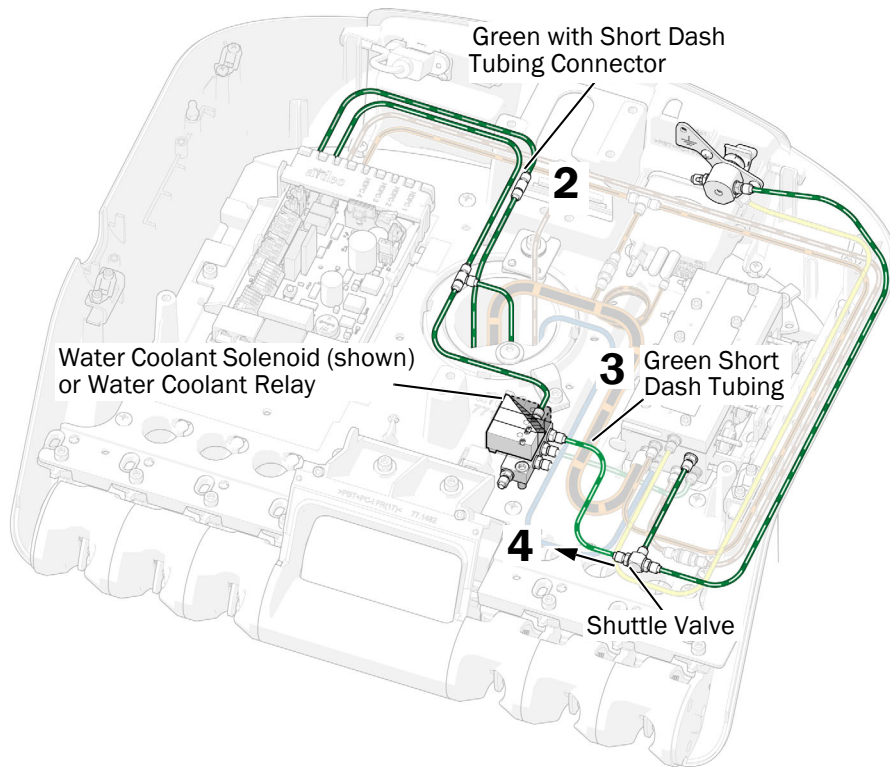 Green with Short Dash
Tubing Connector
2
Water Coolant Solenoid (shown)
or Water Coolant Relay
3
Green Short
Dash Tubing
4
Shuttle Valve